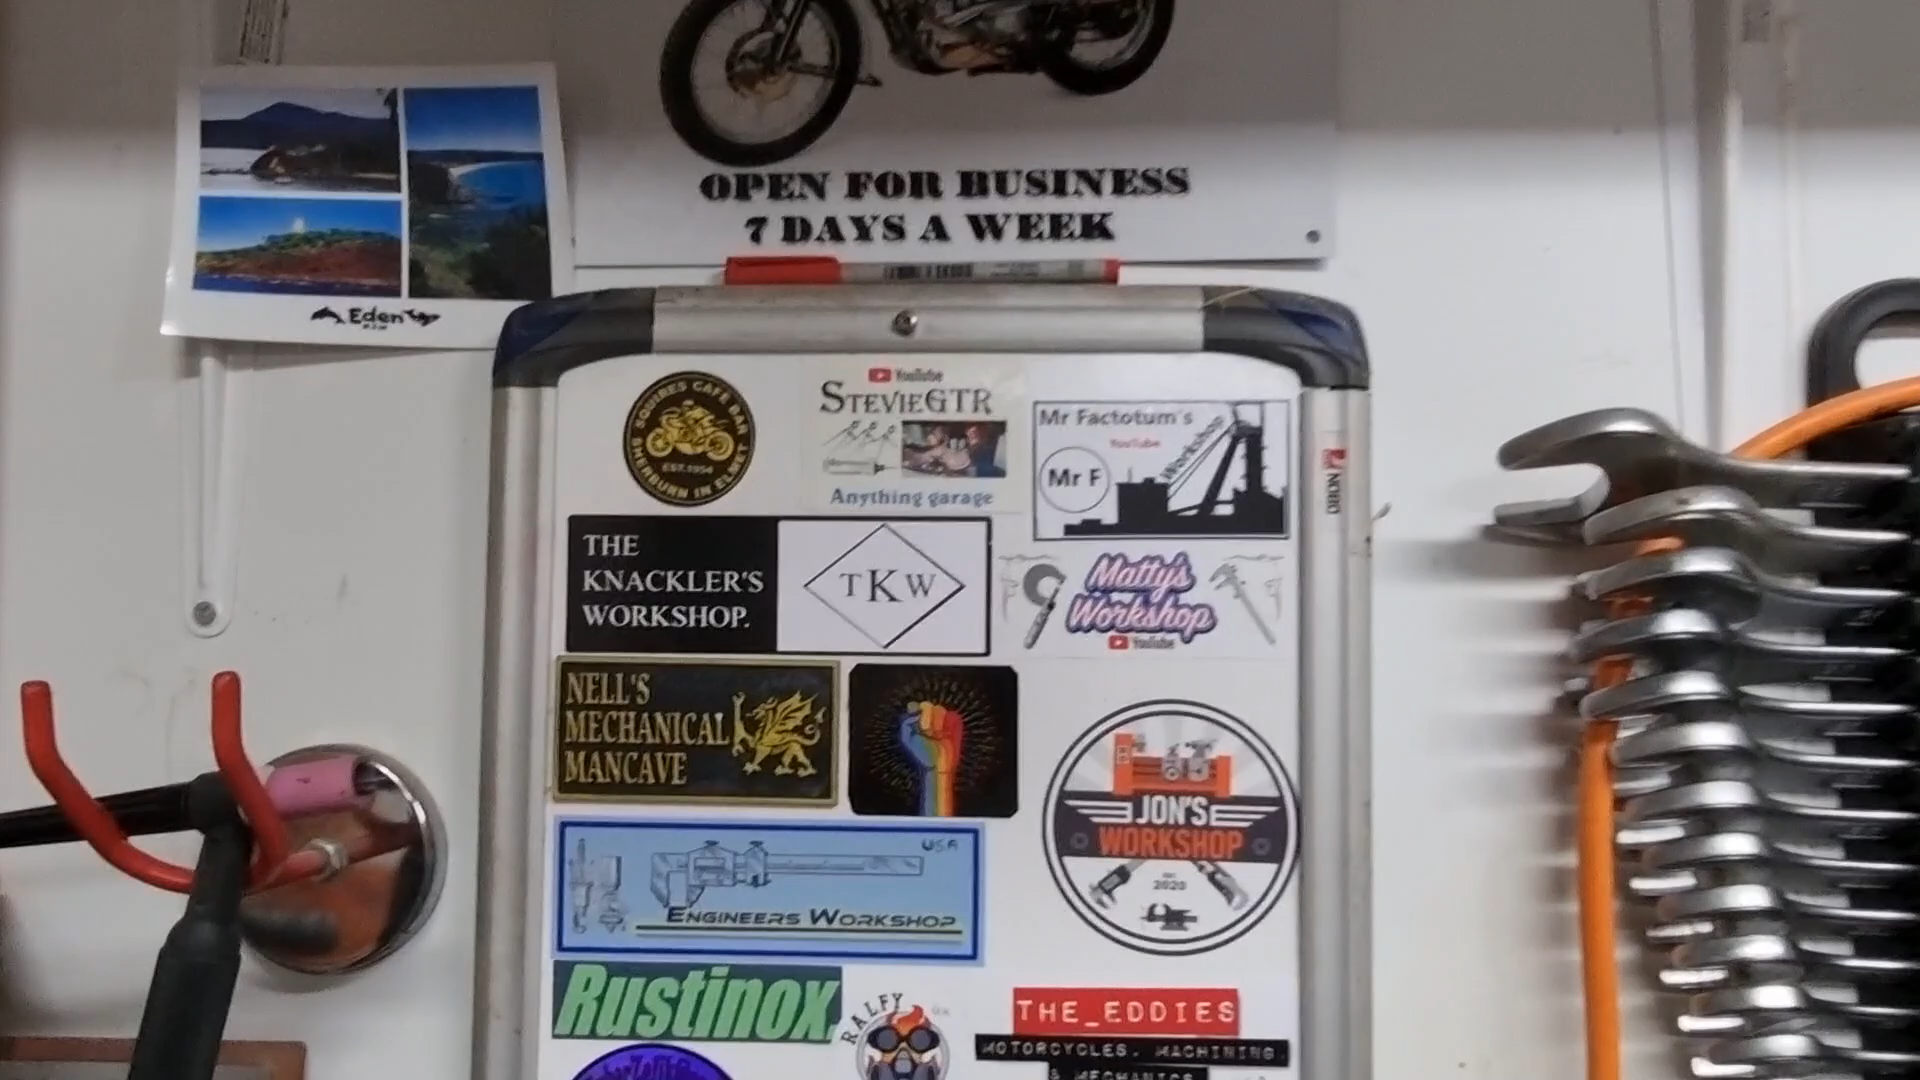 OPEN FOR BUSINESS
7 DAYS A WEEK
Eden
SQUIRES CAFE BAR
EST. 1954
SHERBURN IN ELMET
YouTube
STEVIEGTR
Anything garage
Mr Factotum's
YouTube
Workshop
Mr F
NOBO
THE
KNACKLER'S
WORKSHOP.
TKW
Matty's
Workshop
YouTube
NELL'S
MECHANICAL
MANCAVE
JON'S
WORKSHOP
2020
USA
ENGINEERS WORKSHOP
Rustinox
RALFY
THE_EDDIES
MOTORCYCLES. MACHINING.
& MECHANICS